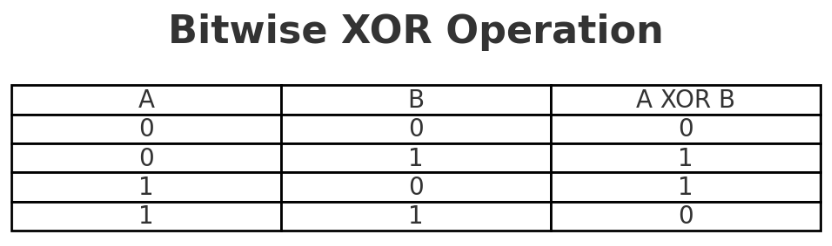 Bitwise XOR Operation
A B A XOR B
0 0 0
0 1 1
1 0 1
1 1 0